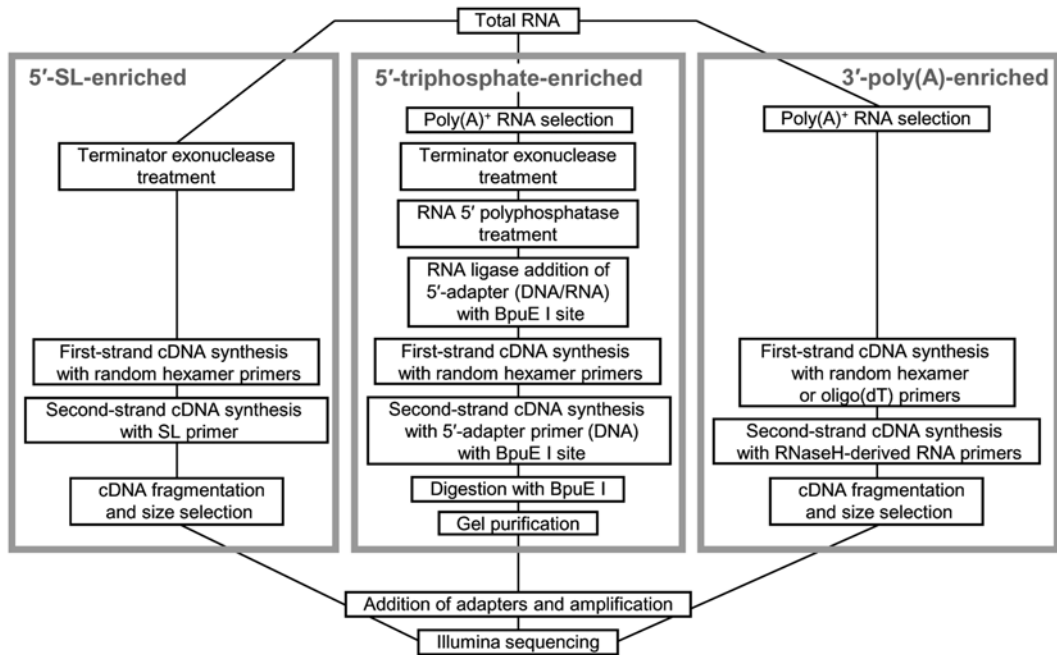 Total RNA
5′-SL-enriched
Terminator exonuclease
treatment
First-strand cDNA synthesis
with random hexamer primers
Second-strand cDNA synthesis
with SL primer
cDNA fragmentation
and size selection
5′-triphosphate-enriched
Poly(A)⁺ RNA selection
Terminator exonuclease
treatment
RNA 5′ polyphosphatase
treatment
RNA ligase addition of
5′-adapter (DNA/RNA)
with BpuE I site
First-strand cDNA synthesis
with random hexamer primers
Second-strand cDNA synthesis
with 5′-adapter primer (DNA)
with BpuE I site
Digestion with BpuE I
Gel purification
3′-poly(A)-enriched
Poly(A)⁺ RNA selection
First-strand cDNA synthesis
with random hexamer
or oligo(dT) primers
Second-strand cDNA synthesis
with RNaseH-derived RNA primers
cDNA fragmentation
and size selection
Addition of adapters and amplification
Illumina sequencing